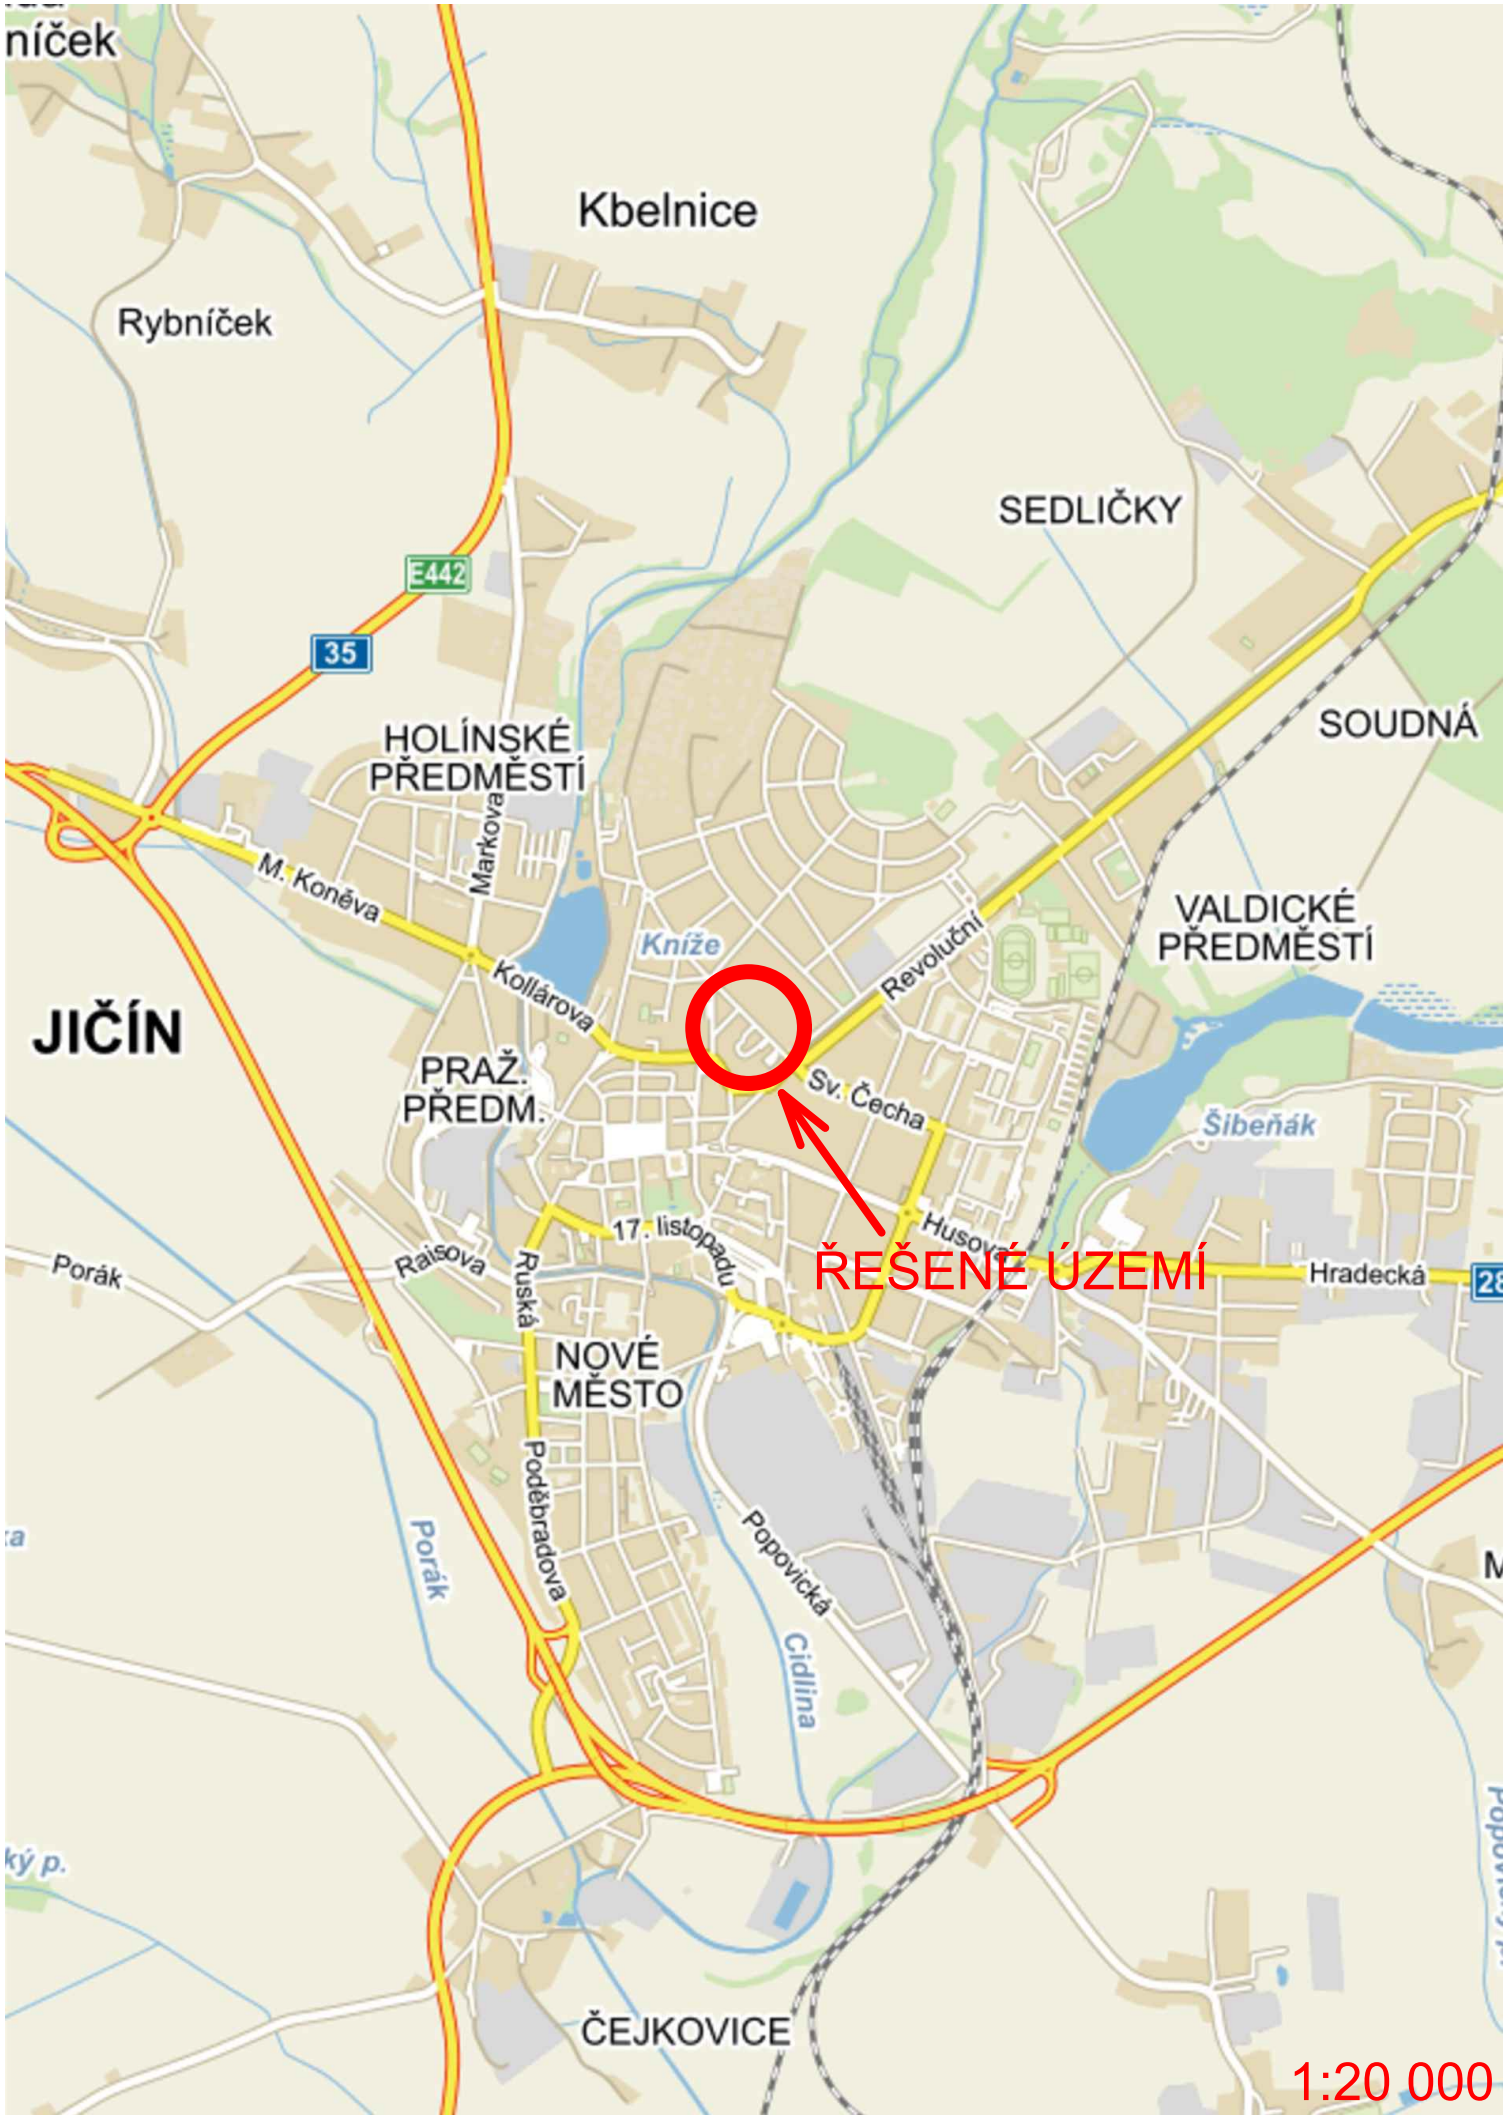 níček
Kbelnice
Rybníček
SEDLIČKY
E442
35
SOUDNÁ
HOLÍNSKÉ
PŘEDMĚSTÍ
Markova
M. Koněva
VALDICKÉ
PŘEDMĚSTÍ
Kníže
Revoluční
Kollárova
JIČÍN
PRAŽ.
PŘEDM.
Sv. Čecha
Šibeňák
17. listopadu
Husova
Raisova
Porák
Ruská
ŘEŠENÉ ÚZEMÍ
Hradecká
28
NOVÉ
MĚSTO
Poděbradova
Porák
Popovická
Cidlina
ký p.
ČEJKOVICE
1:20 000